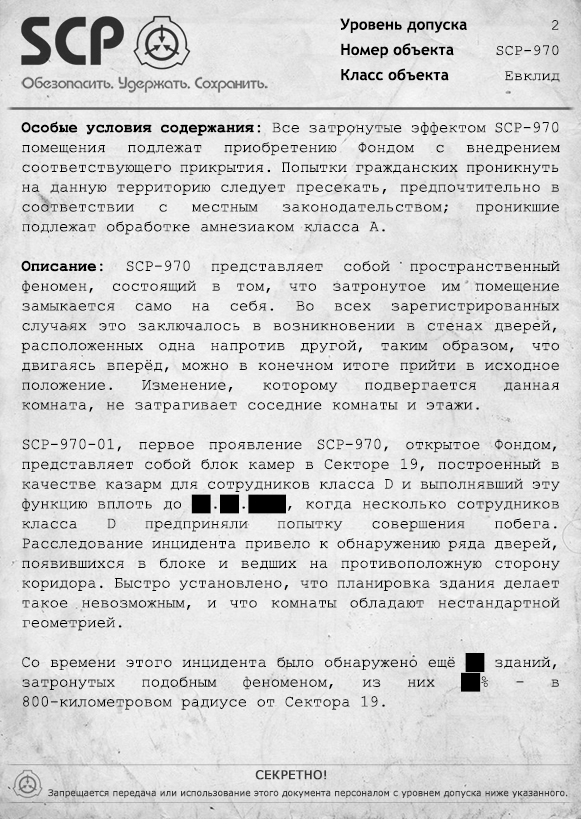 SCP
Обезопасить. Удержать. Сохранить.
Уровень допуска 2
Номер объекта SCP-970
Класс объекта Евклид
Особые условия содержания: Все затронутые эффектом SCP-970
помещения подлежат приобретению Фондом с внедрением
соответствующего прикрытия. Попытки гражданских проникнуть
на данную территорию следует пресекать, предпочтительно в
соответствии с местным законодательством; проникшие
подлежат обработке амнезиаком класса А.
Описание: SCP-970 представляет собой пространственный
феномен, состоящий в том, что затронутое им помещение
замыкается само на себя. Во всех зарегистрированных
случаях это заключалось в возникновении в стенах дверей,
расположенных одна напротив другой, таким образом, что
двигаясь вперёд, можно в конечном итоге прийти в исходное
положение. Изменение, которому подвергается данная
комната, не затрагивает соседние комнаты и этажи.
SCP-970-01, первое проявление SCP-970, открытое Фондом,
представляет собой блок камер в Секторе 19, построенный в
качестве казарм для сотрудников класса D и выполнявший эту
функцию вплоть до ██.██.████, когда несколько сотрудников
класса D предприняли попытку совершения побега.
Расследование инцидента привело к обнаружению ряда дверей,
появившихся в блоке и ведших на противоположную сторону
коридора. Быстро установлено, что планировка здания делает
такое невозможным, и что комнаты обладают нестандартной
геометрией.
Со времени этого инцидента было обнаружено ещё ██ зданий,
затронутых подобным феноменом, из них ██% – в
800-километровом радиусе от Сектора 19.
СЕКРЕТНО!
Запрещается передача или использование этого документа персоналом с уровнем допуска ниже указанного.